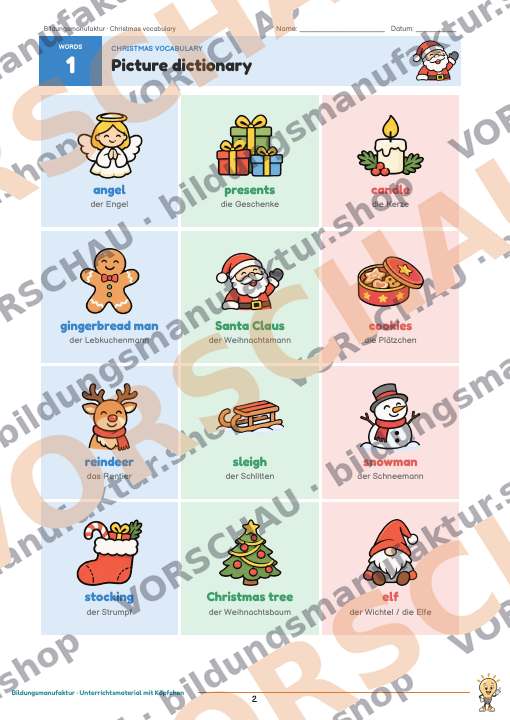 Bildungsmanufaktur · Christmas vocabulary
Name: Datum:
WORDS
1
CHRISTMAS VOCABULARY
Picture dictionary
angel
der Engel
presents
die Geschenke
candle
die Kerze
gingerbread man
der Lebkuchenmann
Santa Claus
der Weihnachtsmann
cookies
die Plätzchen
reindeer
das Rentier
sleigh
der Schlitten
snowman
der Schneemann
stocking
der Strumpf
Christmas tree
der Weihnachtsbaum
elf
der Wichtel / die Elfe
Bildungsmanufaktur · Unterrichtsmaterial mit Köpfchen
2
VORSCHAU · bildungsmanufaktur.shop
VORSCHAU